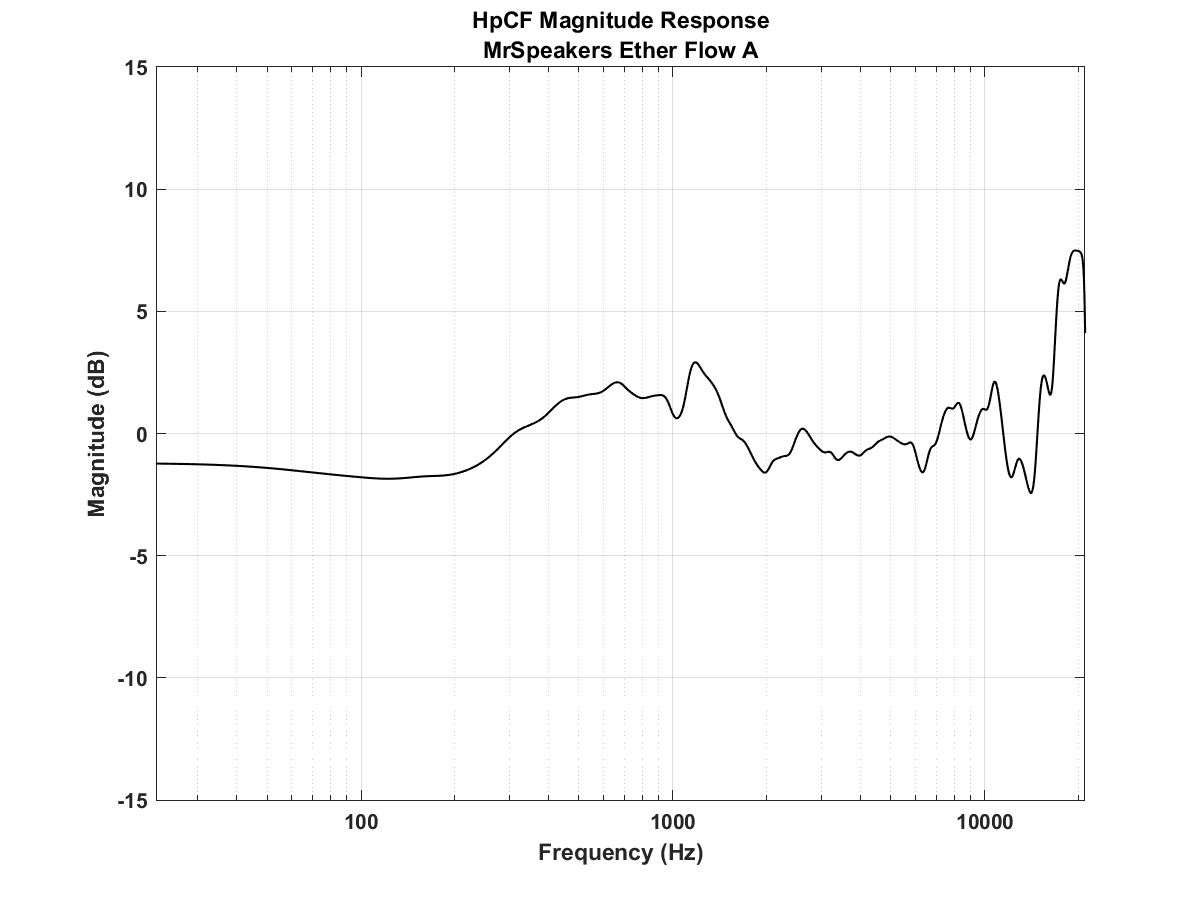 HpCF Magnitude Response
MrSpeakers Ether Flow A
15
10
5
0
-5
-10
-15
Magnitude (dB)
100 1000 10000
Frequency (Hz)